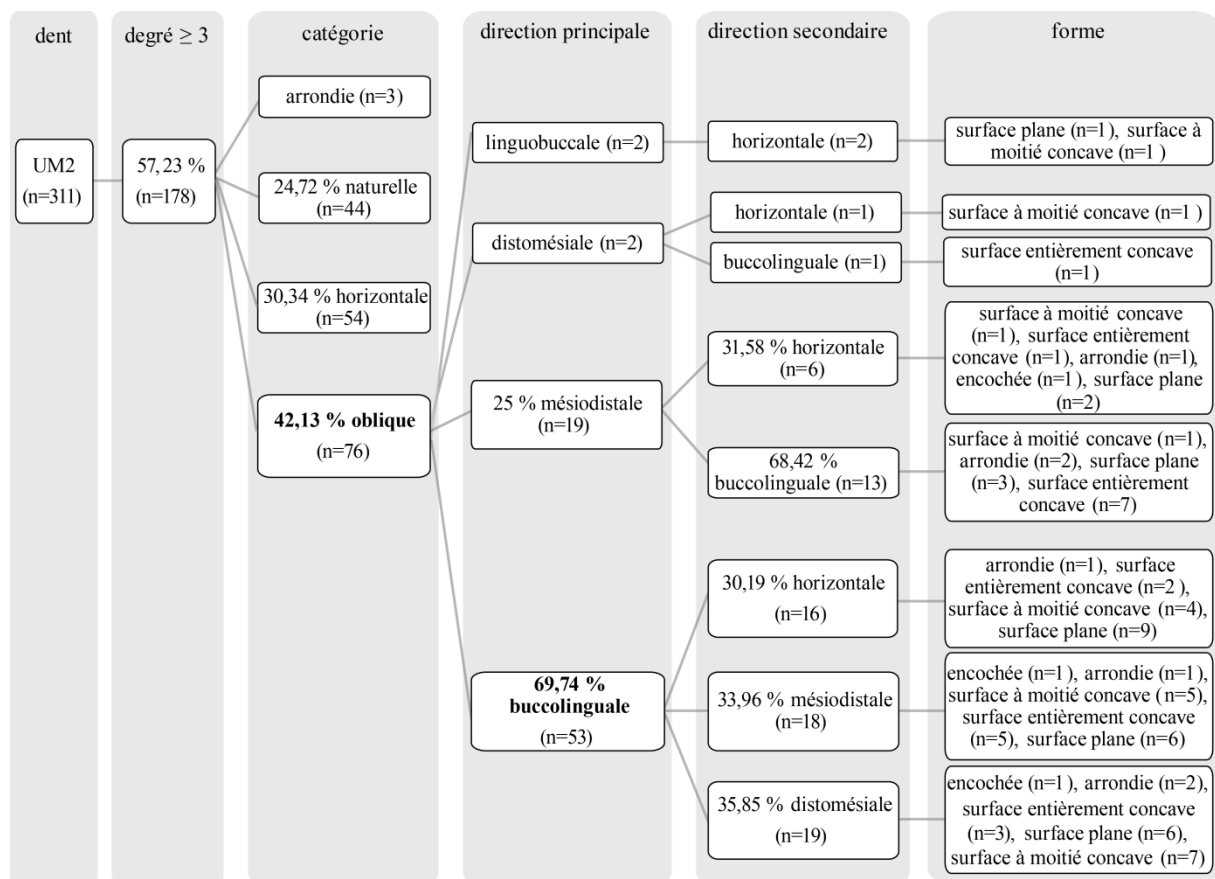 dent
degré ≥ 3
catégorie
direction principale
direction secondaire
forme
UM2
(n=311)
57,23 %
(n=178)
arrondie (n=3)
24,72 % naturelle
(n=44)
30,34 % horizontale
(n=54)
42,13 % oblique
(n=76)
linguobuccale (n=2)
distomésiale (n=2)
25 % mésiodistale
(n=19)
69,74 %
buccolinguale
(n=53)
horizontale (n=2)
horizontale (n=1)
buccolinguale (n=1)
31,58 % horizontale
(n=6)
68,42 %
buccolinguale (n=13)
30,19 % horizontale
(n=16)
33,96 % mésiodistale
(n=18)
35,85 % distomésiale
(n=19)
surface plane (n=1), surface à
moitié concave (n=1 )
surface à moitié concave (n=1 )
surface entièrement concave
(n=1)
surface à moitié concave
(n=1), surface entièrement
concave (n=1), arrondie (n=1),
encochée (n=1), surface plane
(n=2)
surface à moitié concave (n=1),
arrondie (n=2), surface plane
(n=3), surface entièrement
concave (n=7)
arrondie (n=1), surface
entièrement concave (n=2 ),
surface à moitié concave (n=4),
surface plane (n=9)
encochée (n=1), arrondie (n=1),
surface à moitié concave (n=5),
surface entièrement concave
(n=5), surface plane (n=6)
encochée (n=1), arrondie (n=2),
surface entièrement concave
(n=3), surface plane (n=6),
surface à moitié concave (n=7)